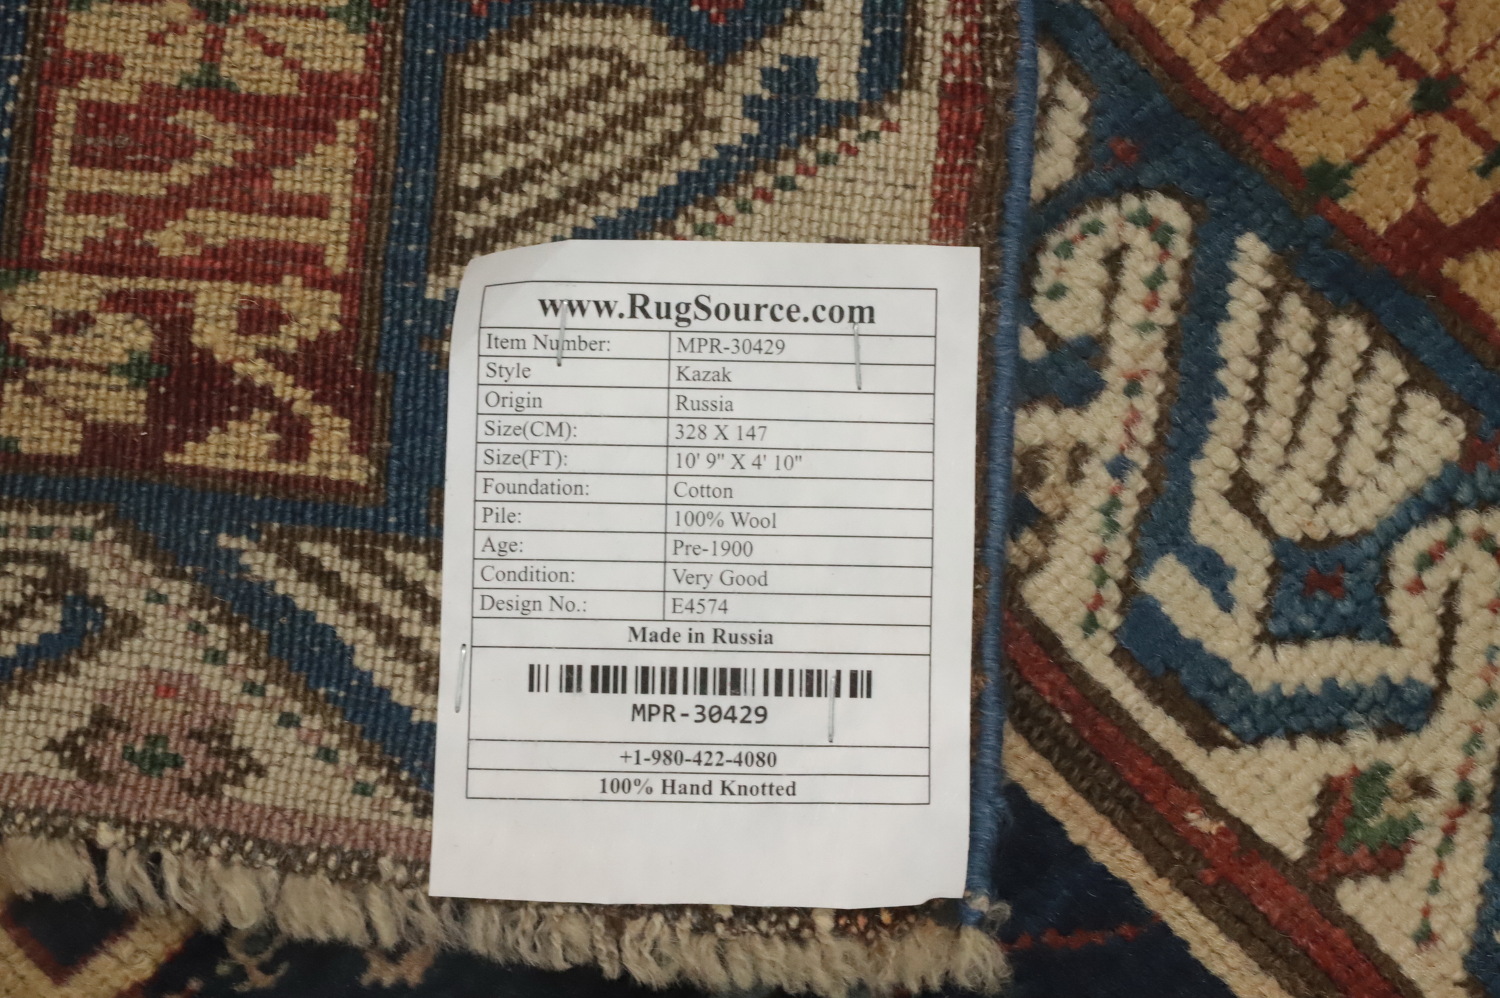 www.RugSource.com
Item Number: MPR-30429
Style Kazak
Origin Russia
Size(CM): 328 X 147
Size(FT): 10' 9" X 4' 10"
Foundation: Cotton
Pile: 100% Wool
Age: Pre-1900
Condition: Very Good
Design No.: E4574
Made in Russia
MPR-30429
+1-980-422-4080
100% Hand Knotted